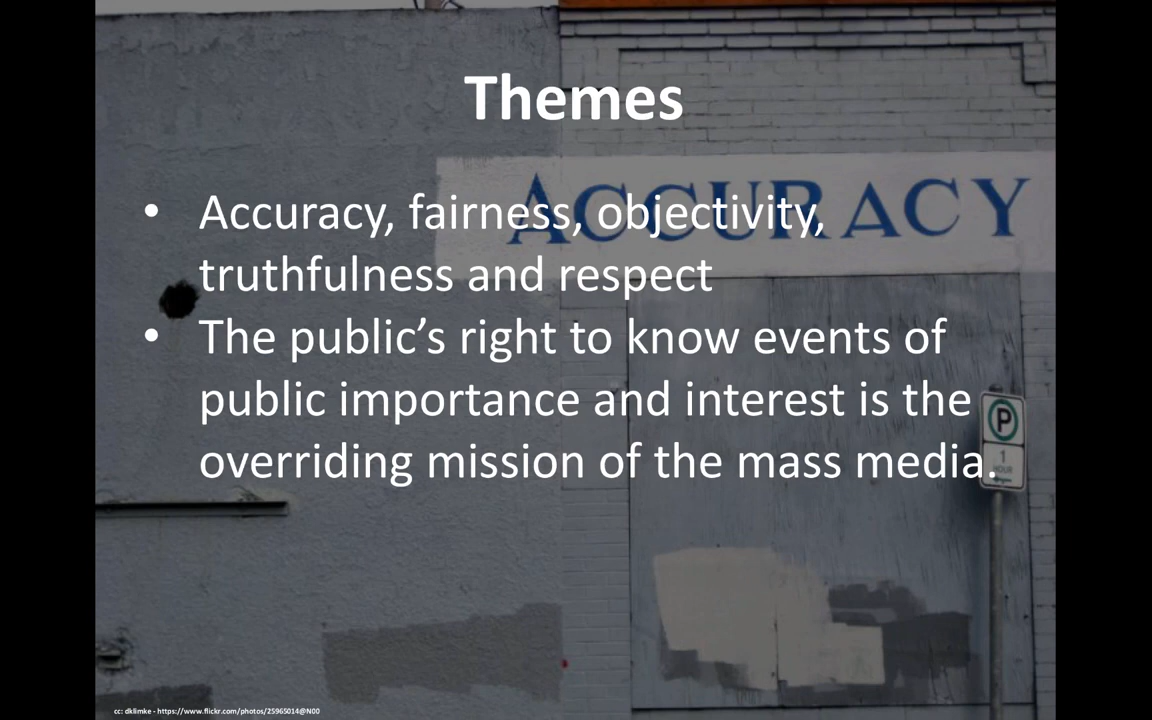 Themes
ACCURACY
• Accuracy, fairness, objectivity,
truthfulness and respect
• The public's right to know events of
public importance and interest is the
overriding mission of the mass media.
P
1
HOUR
cc: dklimke - https://www.flickr.com/photos/25965014@N00